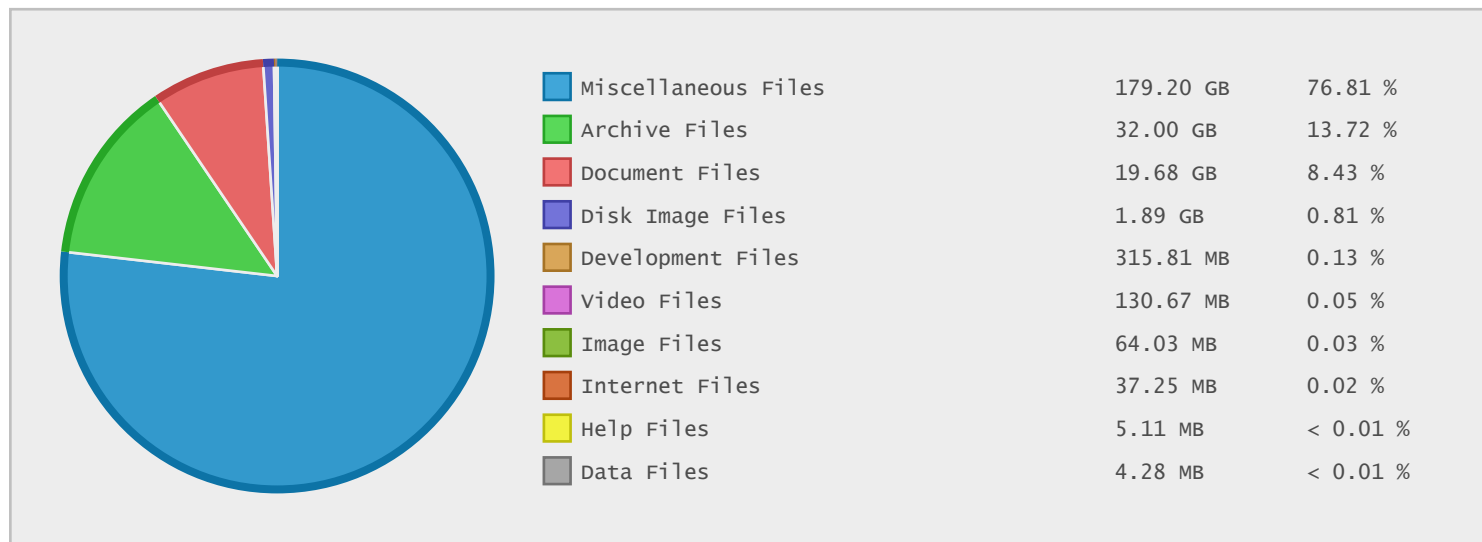 Miscellaneous Files 179.20 GB 76.81 %
Archive Files 32.00 GB 13.72 %
Document Files 19.68 GB 8.43 %
Disk Image Files 1.89 GB 0.81 %
Development Files 315.81 MB 0.13 %
Video Files 130.67 MB 0.05 %
Image Files 64.03 MB 0.03 %
Internet Files 37.25 MB 0.02 %
Help Files 5.11 MB < 0.01 %
Data Files 4.28 MB < 0.01 %